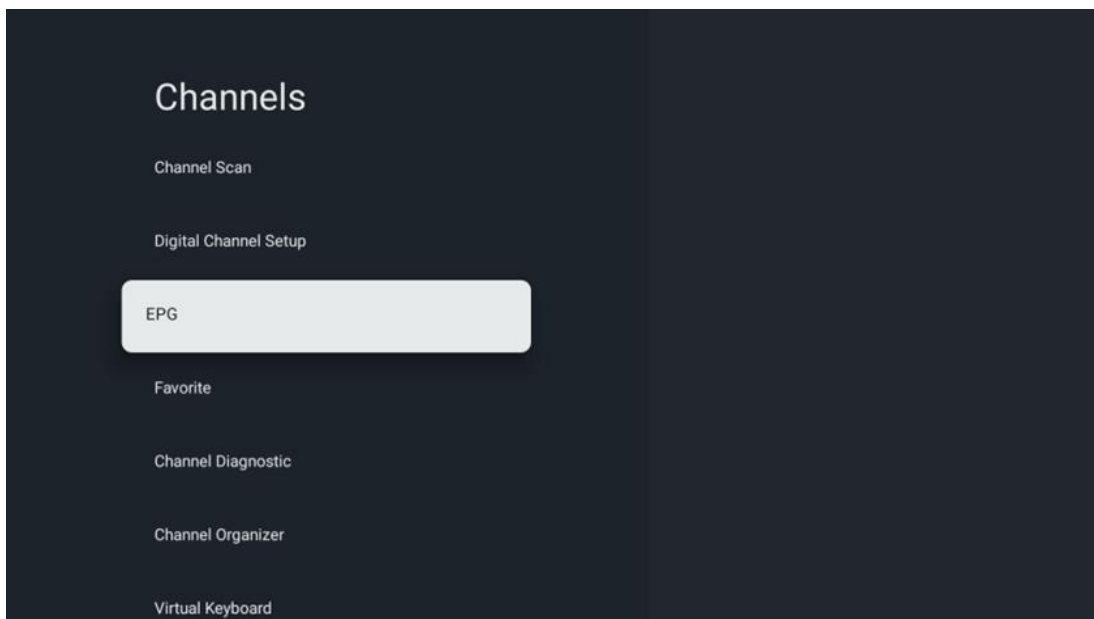 Channels
Channel Scan
Digital Channel Setup
EPG
Favorite
Channel Diagnostic
Channel Organizer
Virtual Keyboard